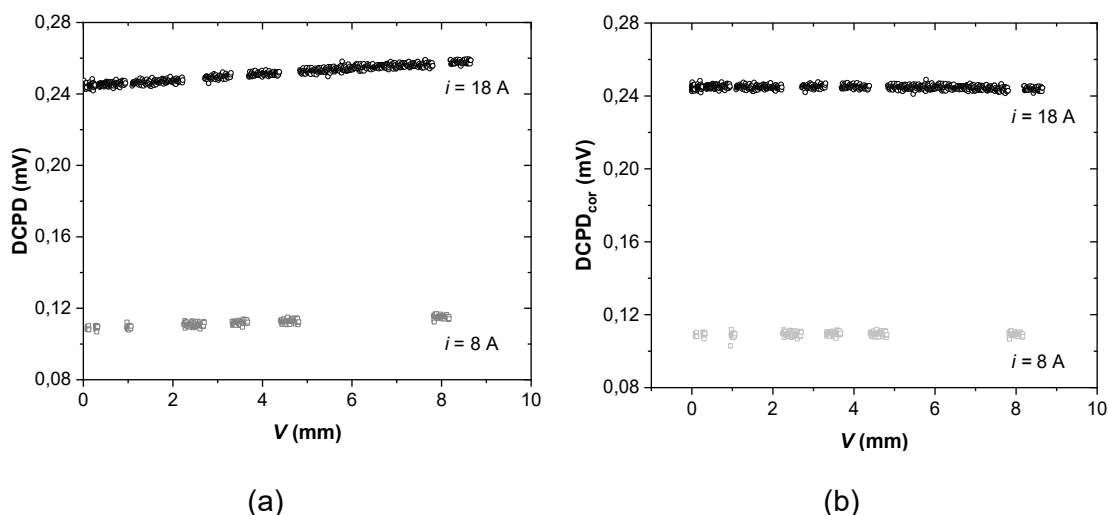 0,28
0,24
0,20
0,16
0,12
0,08
DCPD (mV)
i = 18 A
i = 8 A
0 2 4 6 8 10
V (mm)
(a)
0,28
0,24
0,20
0,16
0,12
0,08
DCPDcor (mV)
i = 18 A
i = 8 A
0 2 4 6 8 10
V (mm)
(b)